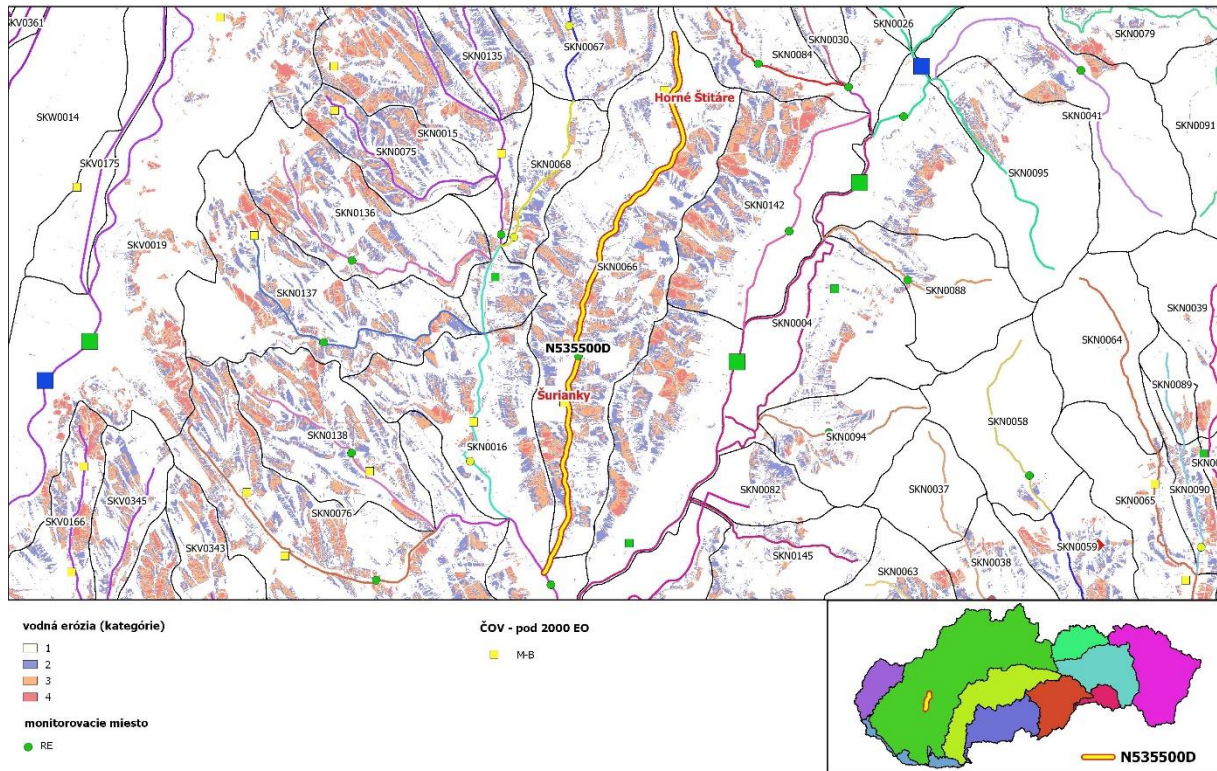 SKV0361
SKN0135
SKN0067
SKN0030
SKN0084
SKN0026
SKN0079
SKW0014
SKV0175
SKN0015
SKN0075
Horné Štitáre
SKN0041
SKN0091
SKN0068
SKN0095
SKN0136
SKN0142
SKV0019
SKN0066
SKN0137
SKN0088
SKN0004
SKN0039
N535500D
SKN0064
SKN0089
Šurianky
SKN0138
SKN0016
SKN0094
SKN0058
SKN00
SKV0345
SKN0082
SKN0037
SKN0065
SKN0090
SKN0076
SKV0166
SKV0343
SKN0145
SKN0059
SKN0038
SKN0063
vodná erózia (kategórie)
1
2
3
4
monitorovacie miesto
RE
ČOV - pod 2000 EO
M-B
N535500D